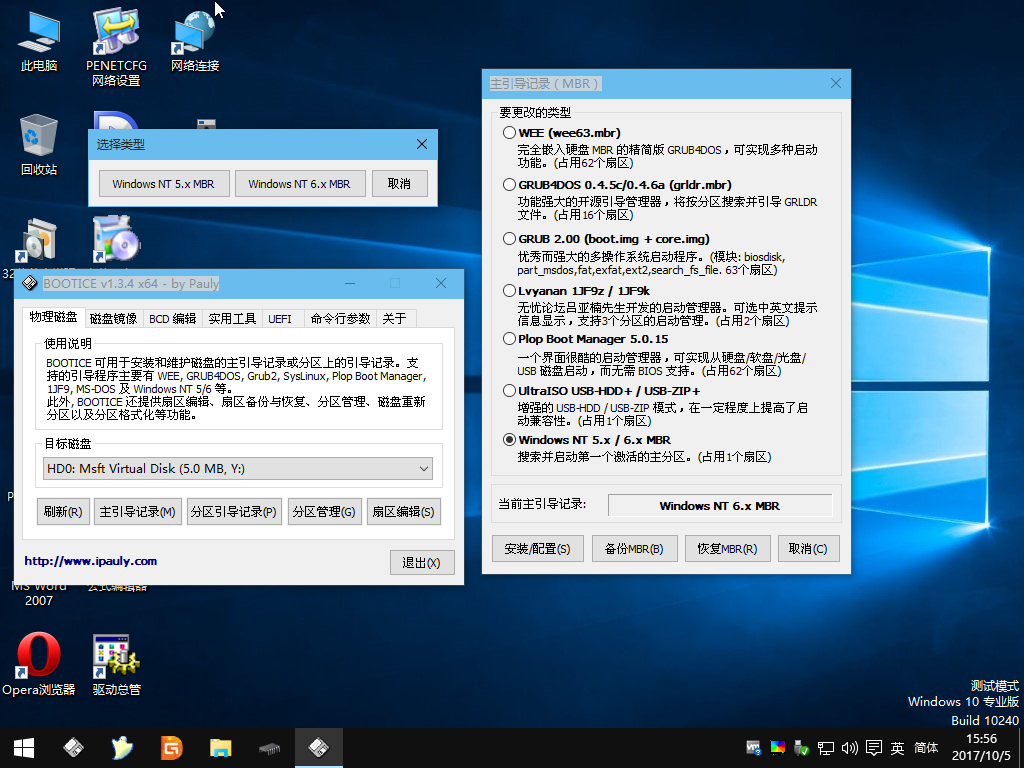 此电脑
PENETCFG
网络设置
网络连接
回收站
选择类型
Windows NT 5.x MBR
Windows NT 6.x MBR
取消
BOOTICE v1.3.4 x64 - by Pauly
物理磁盘
磁盘镜像
BCD 编辑
实用工具
UEFI
命令行参数
关于
使用说明
BOOTICE 可用于安装和维护磁盘的主引导记录或分区上的引导记录。支
持的引导程序主要有 WEE, GRUB4DOS, Grub2, SysLinux, Plop Boot Manager,
1JF9, MS-DOS 及 Windows NT 5/6 等。
此外, BOOTICE 还提供扇区编辑、扇区备份与恢复、分区管理、磁盘重新
分区以及分区格式化等功能。
目标磁盘
HD0: Msft Virtual Disk (5.0 MB, Y:)
刷新(R)
主引导记录(M)
分区引导记录(P)
分区管理(G)
扇区编辑(S)
http://www.ipauly.com
退出(X)
主引导记录 ( MBR )
要更改的类型
WEE (wee63.mbr)
完全嵌入硬盘 MBR 的精简版 GRUB4DOS，可实现多种启动
功能。(占用62个扇区)
GRUB4DOS 0.4.5c/0.4.6a (grldr.mbr)
功能强大的开源引导管理器，将按分区搜索并引导 GRLDR
文件。(占用16个扇区)
GRUB 2.00 (boot.img + core.img)
优秀而强大的多操作系统启动程序。(模块: biosdisk,
part_msdos,fat,exfat,ext2,search_fs_file. 63个扇区)
Lvyanan 1JF9z / 1JF9k
无忧论坛吕亚楠先生开发的启动管理器。可选中英文提示
信息显示，支持3个分区的启动管理。(占用2个扇区)
Plop Boot Manager 5.0.15
一个界面很酷的启动管理器，可实现从硬盘/软盘/光盘/
USB 磁盘启动，而无需 BIOS 支持。(占用62个扇区)
UltraISO USB-HDD+ / USB-ZIP+
增强的 USB-HDD / USB-ZIP 模式，在一定程度上提高了启
动兼容性。(占用1个扇区)
Windows NT 5.x / 6.x MBR
搜索并启动第一个激活的主分区。(占用1个扇区)
当前主引导记录:
Windows NT 6.x MBR
安装/配置(S)
备份MBR(B)
恢复MBR(R)
取消(C)
Ms Word
2007
公式编辑器
Opera浏览器
驱动总管
测试模式
Windows 10 专业版
Build 10240
英
简体
15:56
2017/10/5